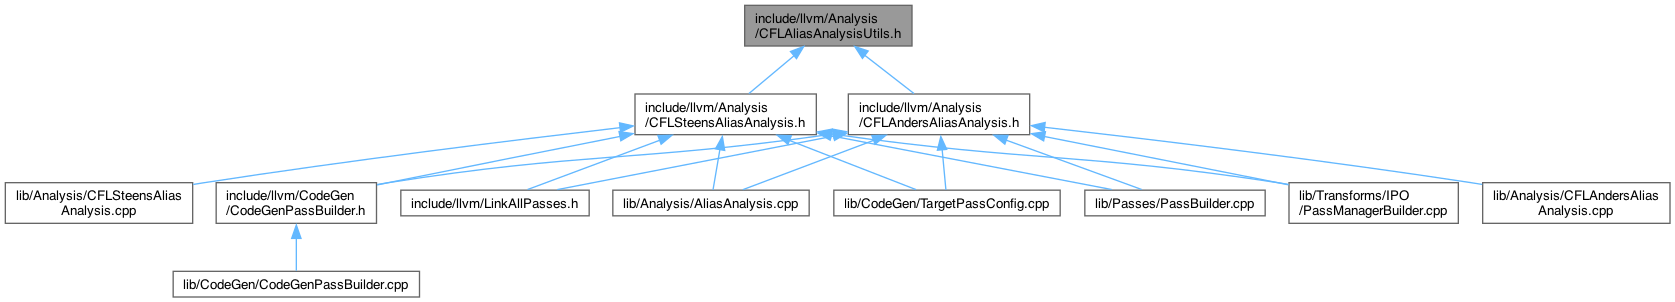 include/llvm/Analysis
/CFLAliasAnalysisUtils.h
include/llvm/Analysis
/CFLSteensAliasAnalysis.h
include/llvm/Analysis
/CFLAndersAliasAnalysis.h
lib/Analysis/CFLSteensAlias
Analysis.cpp
include/llvm/CodeGen
/CodeGenPassBuilder.h
include/llvm/LinkAllPasses.h
lib/Analysis/AliasAnalysis.cpp
lib/CodeGen/TargetPassConfig.cpp
lib/Passes/PassBuilder.cpp
lib/Transforms/IPO
/PassManagerBuilder.cpp
lib/Analysis/CFLAndersAlias
Analysis.cpp
lib/CodeGen/CodeGenPassBuilder.cpp